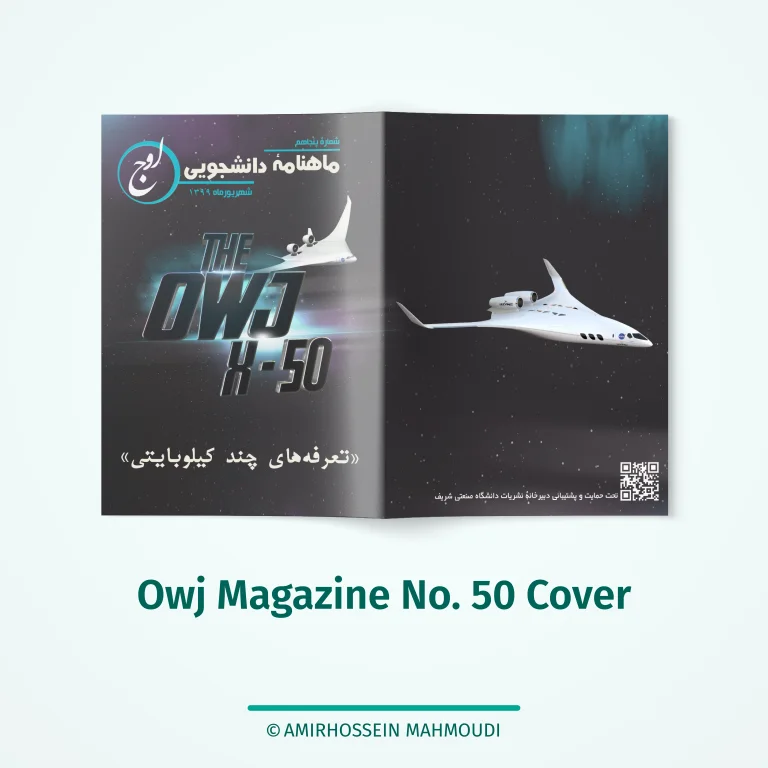 شمارهٔ پنجاهم
ماهنامهٔ دانشجویی
شهریورماه ۱۳۹۹
اوج
THE
OWJ
X-50
«تعرفه‌های چند کیلوبایتی»
تحت حمایت و پشتیبانی دبیرخانهٔ نشریات دانشگاه صنعتی شریف
Owj Magazine No. 50 Cover
© AMIRHOSSEIN MAHMOUDI